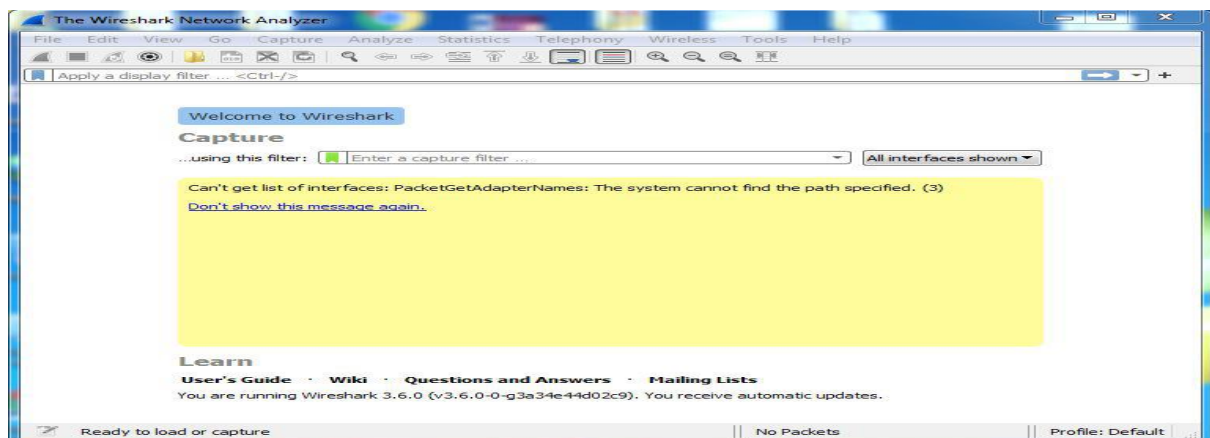 The Wireshark Network Analyzer
File Edit View Go Capture Analyze Statistics Telephony Wireless Tools Help
Apply a display filter ... <Ctrl-/>
+
Welcome to Wireshark
Capture
...using this filter: Enter a capture filter ... All interfaces shown
Can't get list of interfaces: PacketGetAdapterNames: The system cannot find the path specified. (3)
Don't show this message again.
Learn
User's Guide · Wiki · Questions and Answers · Mailing Lists
You are running Wireshark 3.6.0 (v3.6.0-0-g3a34e44d02c9). You receive automatic updates.
Ready to load or capture No Packets Profile: Default